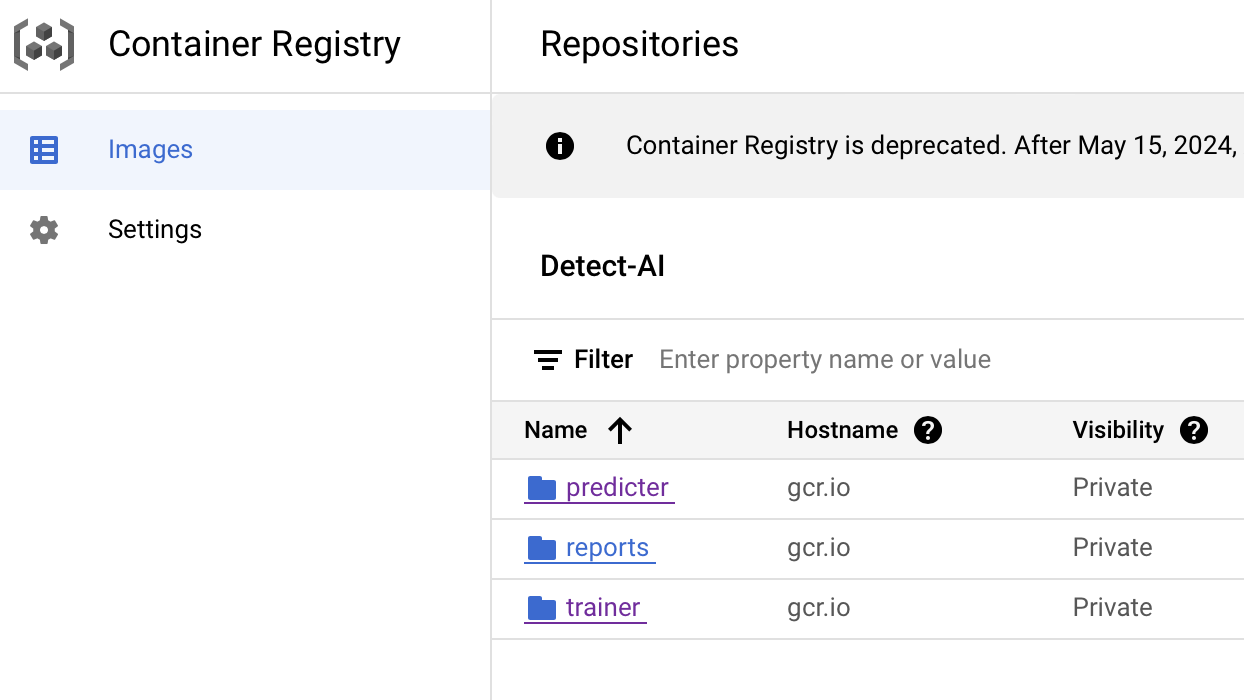 Container Registry
Repositories
Images
Settings
Container Registry is deprecated. After May 15, 2024,
Detect-AI
Filter Enter property name or value
Name Hostname Visibility
predicter gcr.io Private
reports gcr.io Private
trainer gcr.io Private